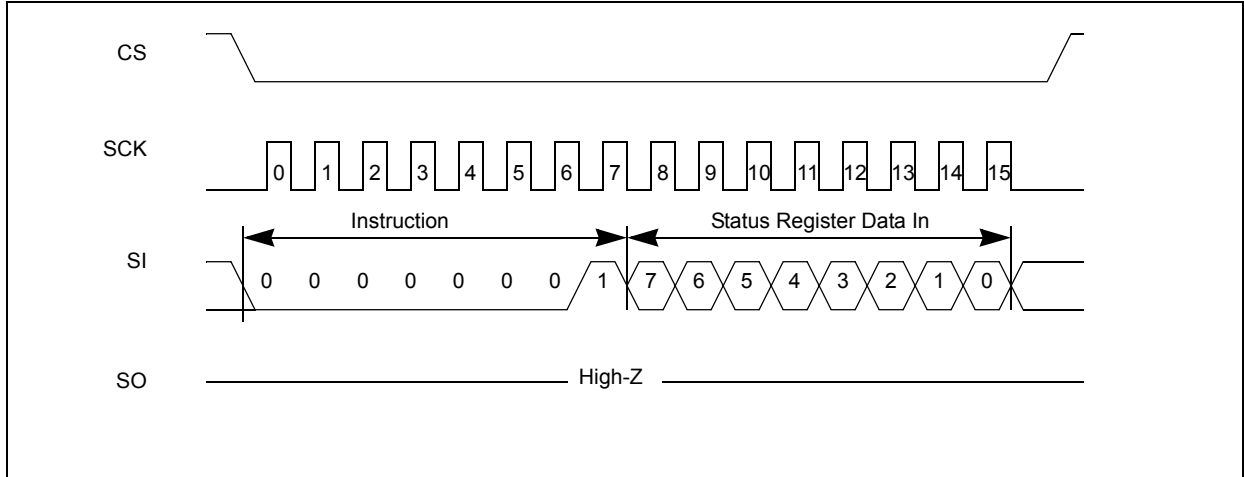 CS
SCK
0 1 2 3 4 5 6 7 8 9 10 11 12 13 14 15
Instruction Status Register Data In
SI
0 0 0 0 0 0 0 1 7 6 5 4 3 2 1 0
SO High-Z